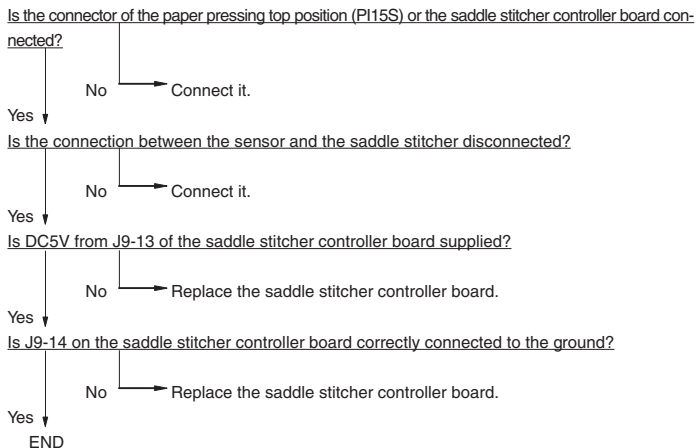 Is the connector of the paper pressing top position (PI15S) or the saddle stitcher controller board con-
nected?
No Connect it.
Yes
Is the connection between the sensor and the saddle stitcher disconnected?
No Connect it.
Yes
Is DC5V from J9-13 of the saddle stitcher controller board supplied?
No Replace the saddle stitcher controller board.
Yes
Is J9-14 on the saddle stitcher controller board correctly connected to the ground?
No Replace the saddle stitcher controller board.
Yes
END